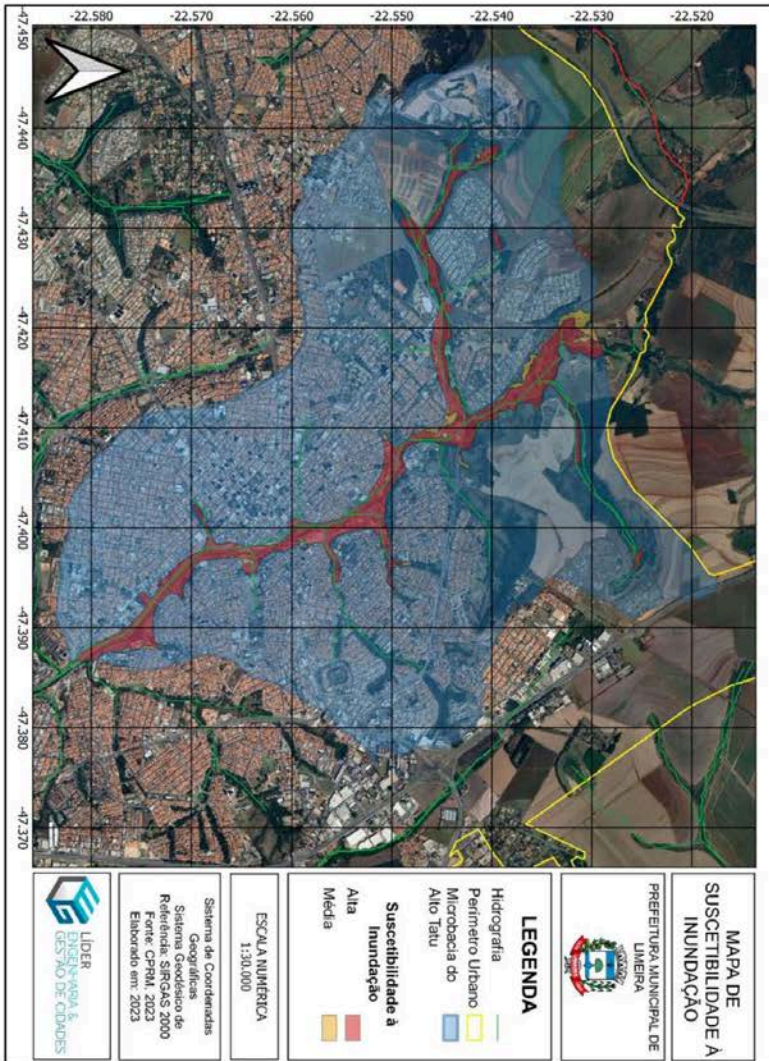 MAPA DE
SUSCETIBILIDADE À
INUNDAÇÃO
PREFEITURA MUNICIPAL DE
LIMEIRA
LEGENDA
Hidrografia
Perímetro Urbano
Microbacia do
Alto Tatu
Suscetibilidade à
Inundação
Alta
Média
ESCALA NUMÉRICA
1:30.000
Sistema de Coordenadas
Geográficas
Sistema Geodésico de
Referência: SIRGAS 2000
Fonte: CPRM, 2023
Elaborado em: 2023
LÍDER
ENGENHARIA &
GESTÃO DE CIDADES
-47.450
-47.440
-47.430
-47.420
-47.410
-47.400
-47.390
-47.380
-47.370
-22.520
-22.530
-22.540
-22.550
-22.560
-22.570
-22.580